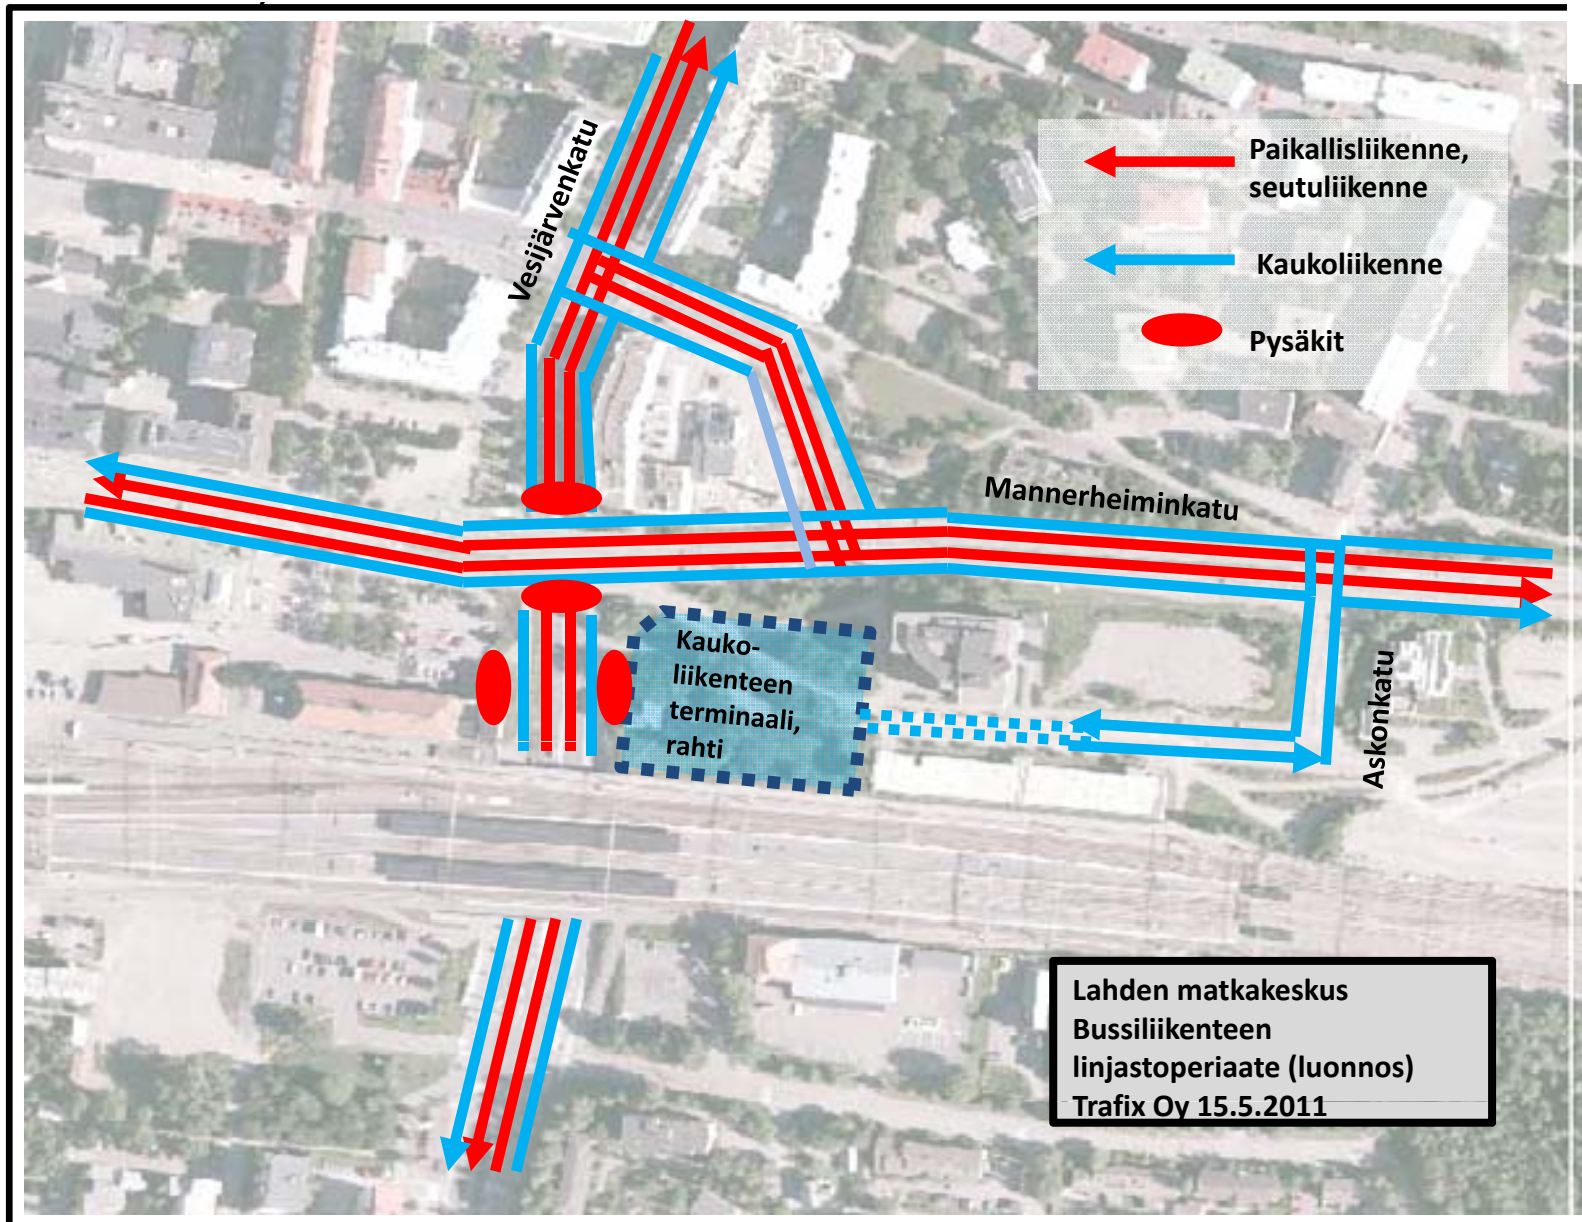 Vesijärvenkatu
Paikallisliikenne,
seutuliikenne
Kaukoliikenne
Pysäkit
Mannerheiminkatu
Kauko-
liikenteen
terminaali,
rahti
Askonkatu
Lahden matkakeskus
Bussiliikenteen
linjastoperiaate (luonnos)
Trafix Oy 15.5.2011